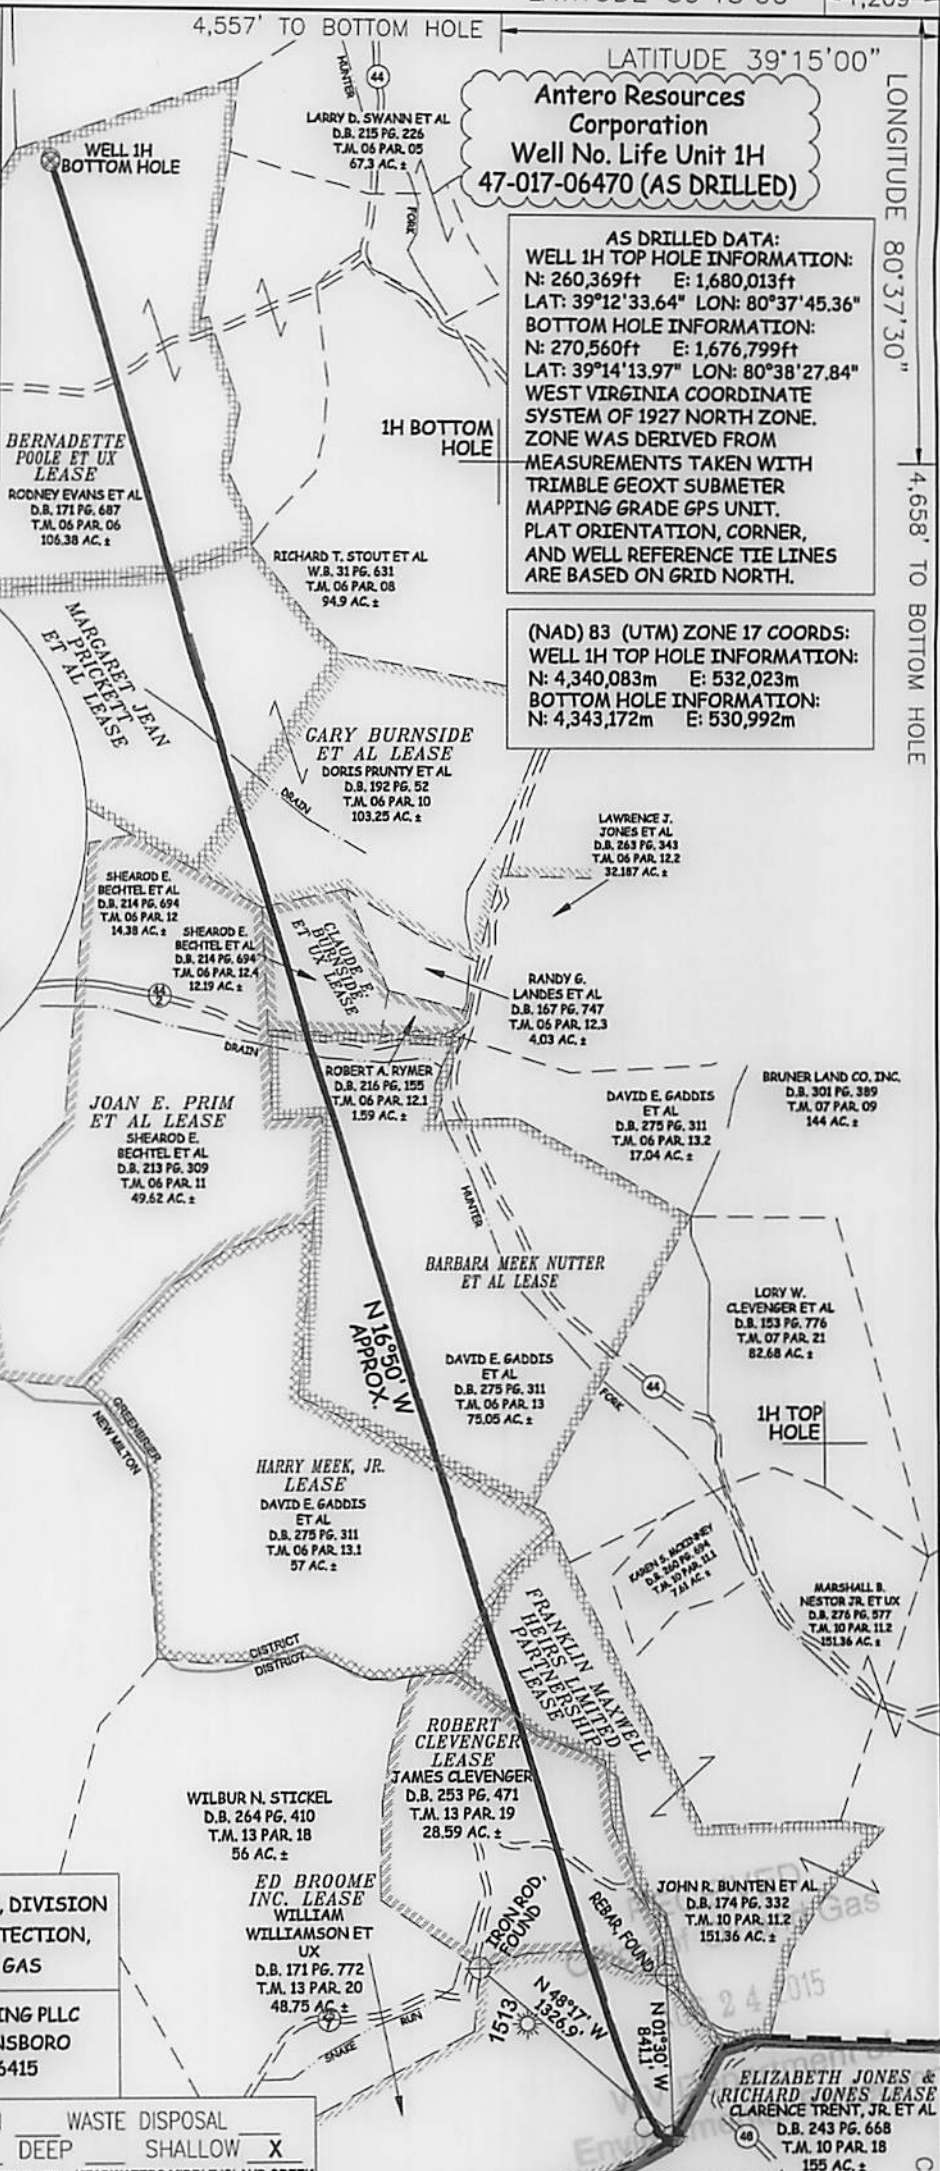 4,557' TO BOTTOM HOLE
LATITUDE 39°15'00"
LONGITUDE 80°37'30"
4,658' TO BOTTOM HOLE
Antero Resources
Corporation
Well No. Life Unit 1H
47-017-06470 (AS DRILLED)
AS DRILLED DATA:
WELL 1H TOP HOLE INFORMATION:
N: 260,369ft E: 1,680,013ft
LAT: 39°12'33.64" LON: 80°37'45.36"
BOTTOM HOLE INFORMATION:
N: 270,560ft E: 1,676,799ft
LAT: 39°14'13.97" LON: 80°38'27.84"
WEST VIRGINIA COORDINATE
SYSTEM OF 1927 NORTH ZONE.
ZONE WAS DERIVED FROM
MEASUREMENTS TAKEN WITH
TRIMBLE GEOXT SUBMETER
MAPPING GRADE GPS UNIT.
PLAT ORIENTATION, CORNER,
AND WELL REFERENCE TIE LINES
ARE BASED ON GRID NORTH.
(NAD) 83 (UTM) ZONE 17 COORDS:
WELL 1H TOP HOLE INFORMATION:
N: 4,340,083m E: 532,023m
BOTTOM HOLE INFORMATION:
N: 4,343,172m E: 530,992m
HUNTER
44
LARRY D. SWANN ET AL
D.B. 215 PG. 226
T.M. 06 PAR. 05
67.3 AC. ±
FORK
WELL 1H
BOTTOM HOLE
1H BOTTOM
HOLE
BERNADETTE
POOLE ET UX
LEASE
RODNEY EVANS ET AL
D.B. 171 PG. 687
T.M. 06 PAR. 06
106.38 AC. ±
RICHARD T. STOUT ET AL
W.B. 31 PG. 631
T.M. 06 PAR. 08
94.9 AC. ±
MARGARET JEAN
PRICKETT
ET AL LEASE
GARY BURNSIDE
ET AL LEASE
DORIS PRUNTY ET AL
D.B. 192 PG. 52
T.M. 06 PAR. 10
103.25 AC. ±
DRAIN
LAWRENCE J.
JONES ET AL
D.B. 263 PG. 343
T.M. 06 PAR. 12.2
32.187 AC. ±
SHEAROD E.
BECHTEL ET AL
D.B. 214 PG. 694
T.M. 06 PAR. 12
14.38 AC. ±
SHEAROD E.
BECHTEL ET AL
D.B. 214 PG. 694
T.M. 06 PAR. 12.4
12.19 AC. ±
CLAUDE E.
BURNSIDE
ET UX LEASE
RANDY G.
LANDES ET AL
D.B. 167 PG. 747
T.M. 06 PAR. 12.3
4.03 AC. ±
44
2
DRAIN
ROBERT A. RYMER
D.B. 216 PG. 155
T.M. 06 PAR. 12.1
1.59 AC. ±
JOAN E. PRIM
ET AL LEASE
SHEAROD E.
BECHTEL ET AL
D.B. 213 PG. 309
T.M. 06 PAR. 11
49.62 AC. ±
DAVID E. GADDIS
ET AL
D.B. 275 PG. 311
T.M. 06 PAR. 13.2
17.04 AC. ±
BRUNER LAND CO, INC.
D.B. 301 PG. 389
T.M. 07 PAR. 09
144 AC. ±
HUNTER
BARBARA MEEK NUTTER
ET AL LEASE
N 16°50' W
APPROX.
DAVID E. GADDIS
ET AL
D.B. 275 PG. 311
T.M. 06 PAR. 13
75.05 AC. ±
FORK
44
LORY W.
CLEVENGER ET AL
D.B. 153 PG. 776
T.M. 07 PAR. 21
82.68 AC. ±
1H TOP
HOLE
GREENBRIER
NEW MILTON
HARRY MEEK, JR.
LEASE
DAVID E. GADDIS
ET AL
D.B. 275 PG. 311
T.M. 06 PAR. 13.1
57 AC. ±
KAREN S. MCKINNEY
D.B. 260 PG. 694
T.M. 10 PAR. 11.1
7.61 AC. ±
MARSHALL B.
NESTOR JR. ET UX
D.B. 276 PG. 577
T.M. 10 PAR. 11.2
151.36 AC. ±
DISTRICT
DISTRICT
FRANKLIN MAXWELL
HEIRS LIMITED
PARTNERSHIP
LEASE
ROBERT
CLEVENGER
LEASE
JAMES CLEVENGER
D.B. 253 PG. 471
T.M. 13 PAR. 19
28.59 AC. ±
WILBUR N. STICKEL
D.B. 264 PG. 410
T.M. 13 PAR. 18
56 AC. ±
ED BROOME
INC. LEASE
WILLIAM
WILLIAMSON ET
UX
D.B. 171 PG. 772
T.M. 13 PAR. 20
48.75 AC. ±
SNAKE RUN
IRON ROD,
FOUND
REBAR, FOUND
JOHN R. BUNTEN ET AL
D.B. 174 PG. 332
T.M. 10 PAR. 11.2
151.36 AC. ±
1513
N 48°17' W
1326.9'
N 01°30' W
841.1'
ELIZABETH JONES &
RICHARD JONES LEASE
CLARENCE TRENT, JR. ET AL
D.B. 243 PG. 668
T.M. 10 PAR. 18
155 AC. ±
48
, DIVISION
TECTION,
GAS
ING PLLC
NSBORO
6415
WASTE DISPOSAL
DEEP SHALLOW X
Gas
24 2015